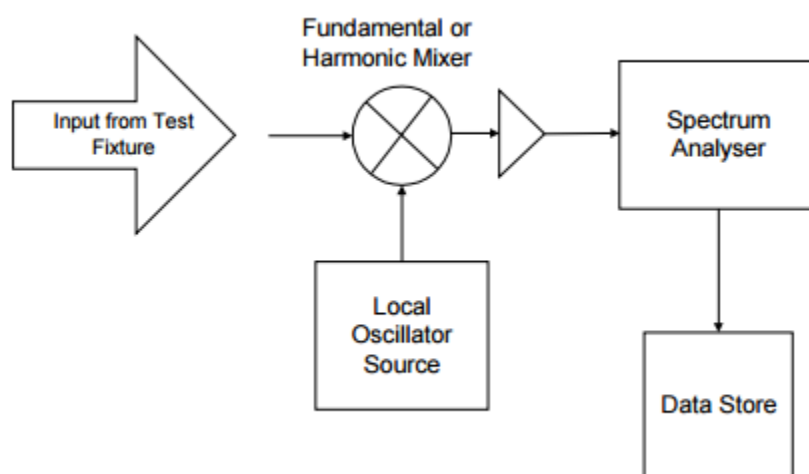 Fundamental or
Harmonic Mixer
Input from Test
Fixture
Spectrum
Analyser
Local
Oscillator
Source
Data Store